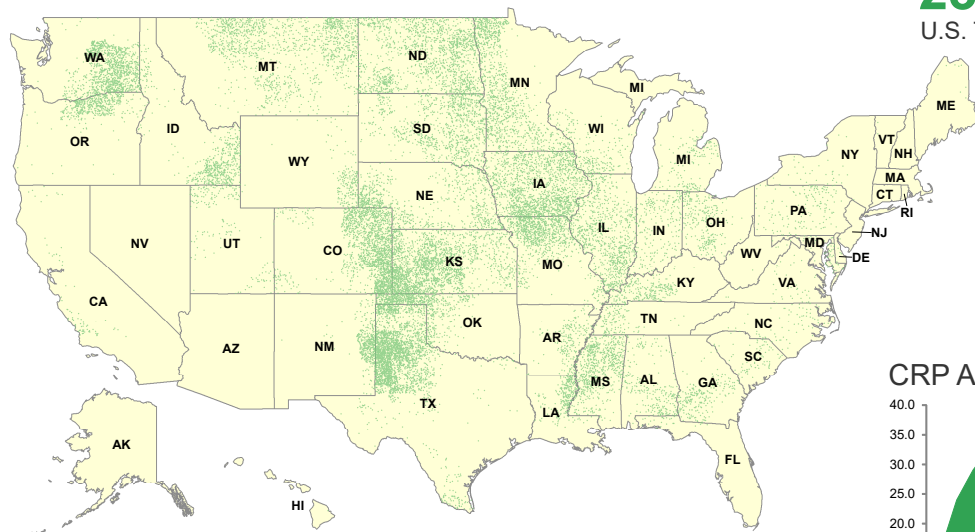 U.S.
WA
MT
ND
MN
MI
ME
OR
ID
SD
WI
MI
NY
VT
NH
WY
MA
IA
CT
RI
NE
PA
NJ
NV
UT
CO
IL
IN
OH
MD
DE
KS
MO
WV
VA
KY
CA
TN
NC
AZ
NM
OK
AR
SC
MS
AL
GA
TX
LA
CRP A
40.0
AK
FL
35.0
30.0
HI
25.0
20.0